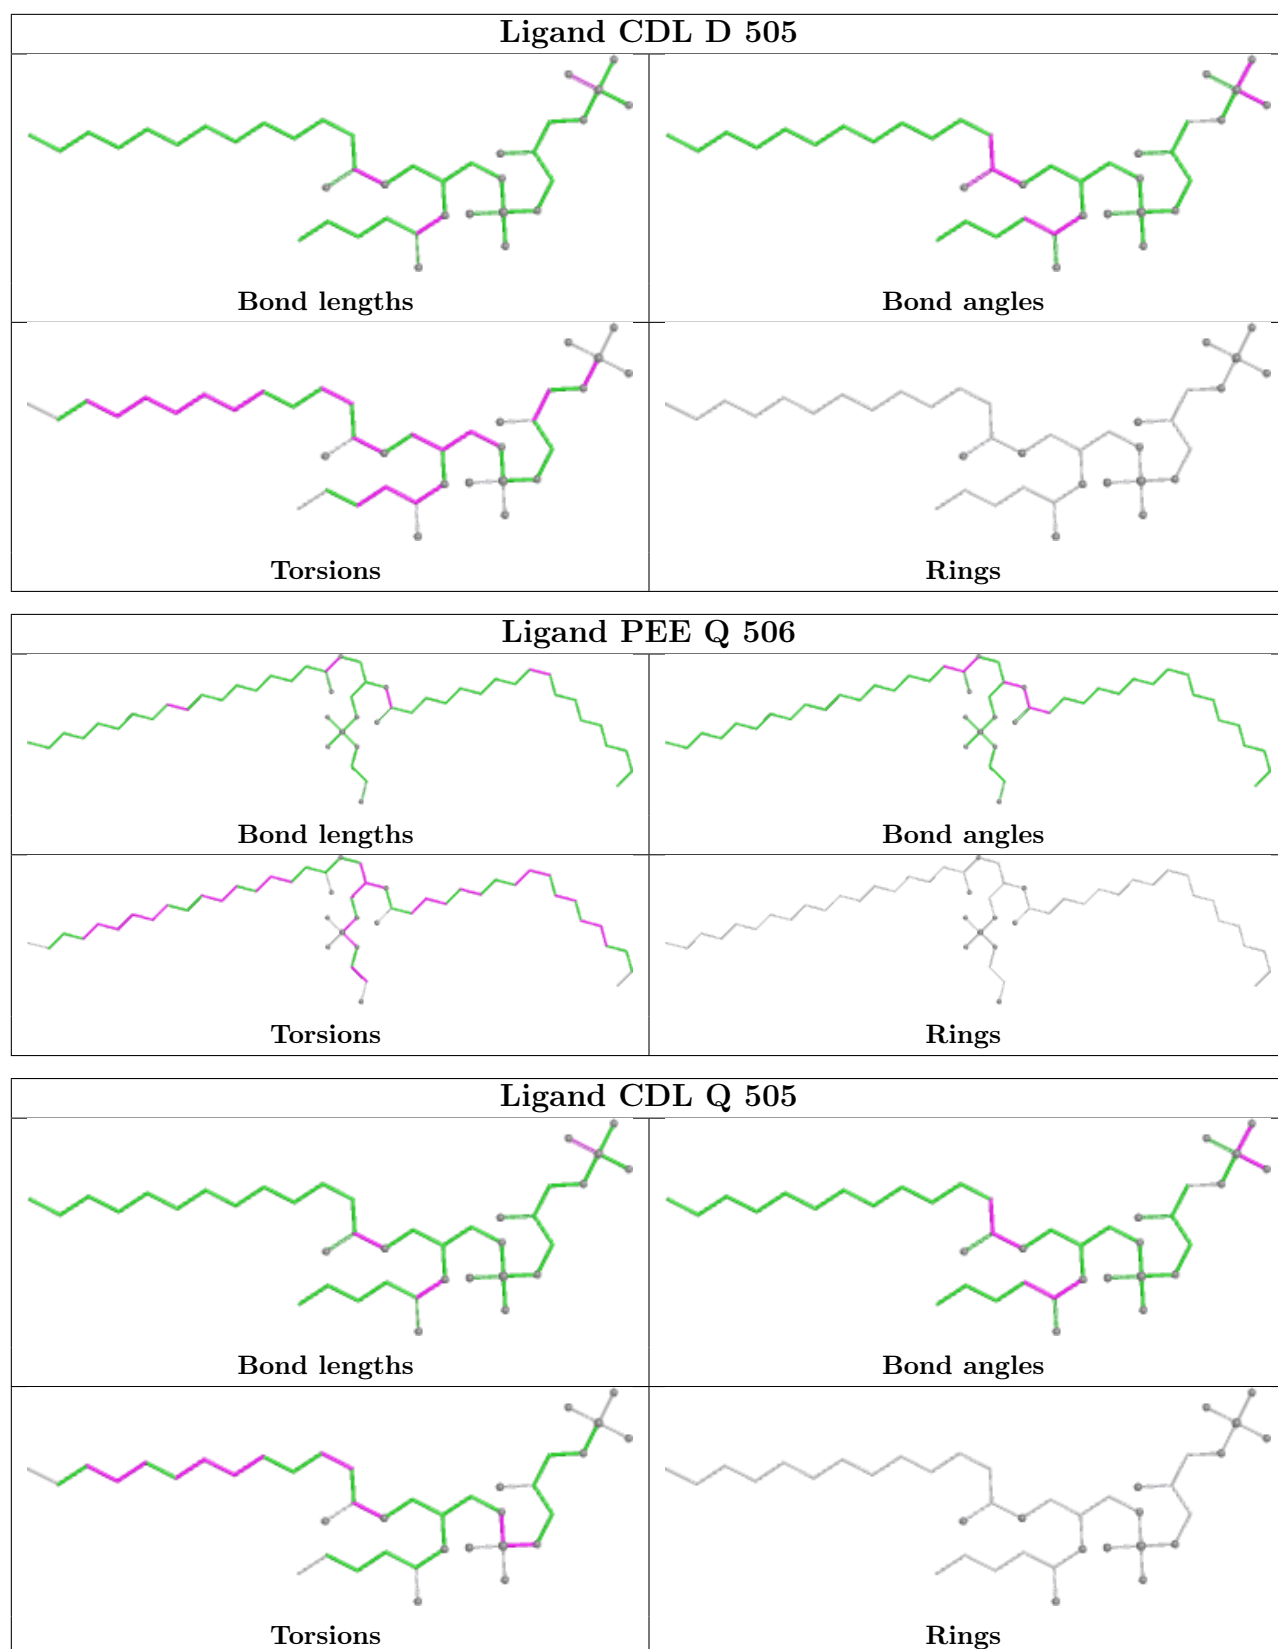 Ligand CDL D 505
Bond lengths
Bond angles
Torsions
Rings
Ligand PEE Q 506
Bond lengths
Bond angles
Torsions
Rings
Ligand CDL Q 505
Bond lengths
Bond angles
Torsions
Rings